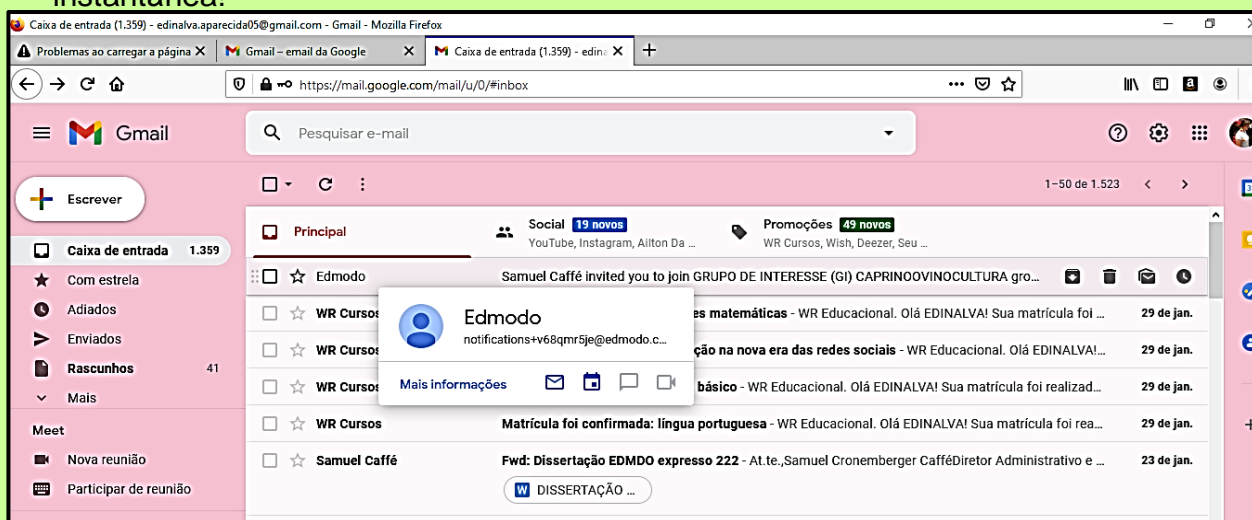 instantânea!
Caixa de entrada (1.359) - edinalva.aparecida05@gmail.com - Gmail - Mozilla Firefox
Problemas ao carregar a página
Gmail – email da Google
Caixa de entrada (1.359) - edina
https://mail.google.com/mail/u/0/#inbox
Gmail
Pesquisar e-mail
Escrever
1–50 de 1.523
Principal
Social 19 novos
YouTube, Instagram, Ailton Da ...
Promoções 49 novos
WR Cursos, Wish, Deezer, Seu ...
Caixa de entrada 1.359
Com estrela
Adiados
Enviados
Rascunhos 41
Mais
Meet
Nova reunião
Participar de reunião
Edmodo Samuel Caffé invited you to join GRUPO DE INTERESSE (GI) CAPRINOOVINOCULTURA gro...
WR Cursos es matemáticas - WR Educacional. Olá EDINALVA! Sua matrícula foi ... 29 de jan.
WR Cursos ção na nova era das redes sociais - WR Educacional. Olá EDINALVA!... 29 de jan.
WR Cursos básico - WR Educacional. Olá EDINALVA! Sua matrícula foi realizad... 29 de jan.
WR Cursos Matrícula foi confirmada: língua portuguesa - WR Educacional. Olá EDINALVA! Sua matrícula foi rea... 29 de jan.
Samuel Caffé Fwd: Dissertação EDMDO expresso 222 - At.te.,Samuel Cronemberger CafféDiretor Administrativo e ... 23 de jan.
W DISSERTAÇÃO ...
Edmodo
notifications+v68qmr5je@edmodo.c...
Mais informações